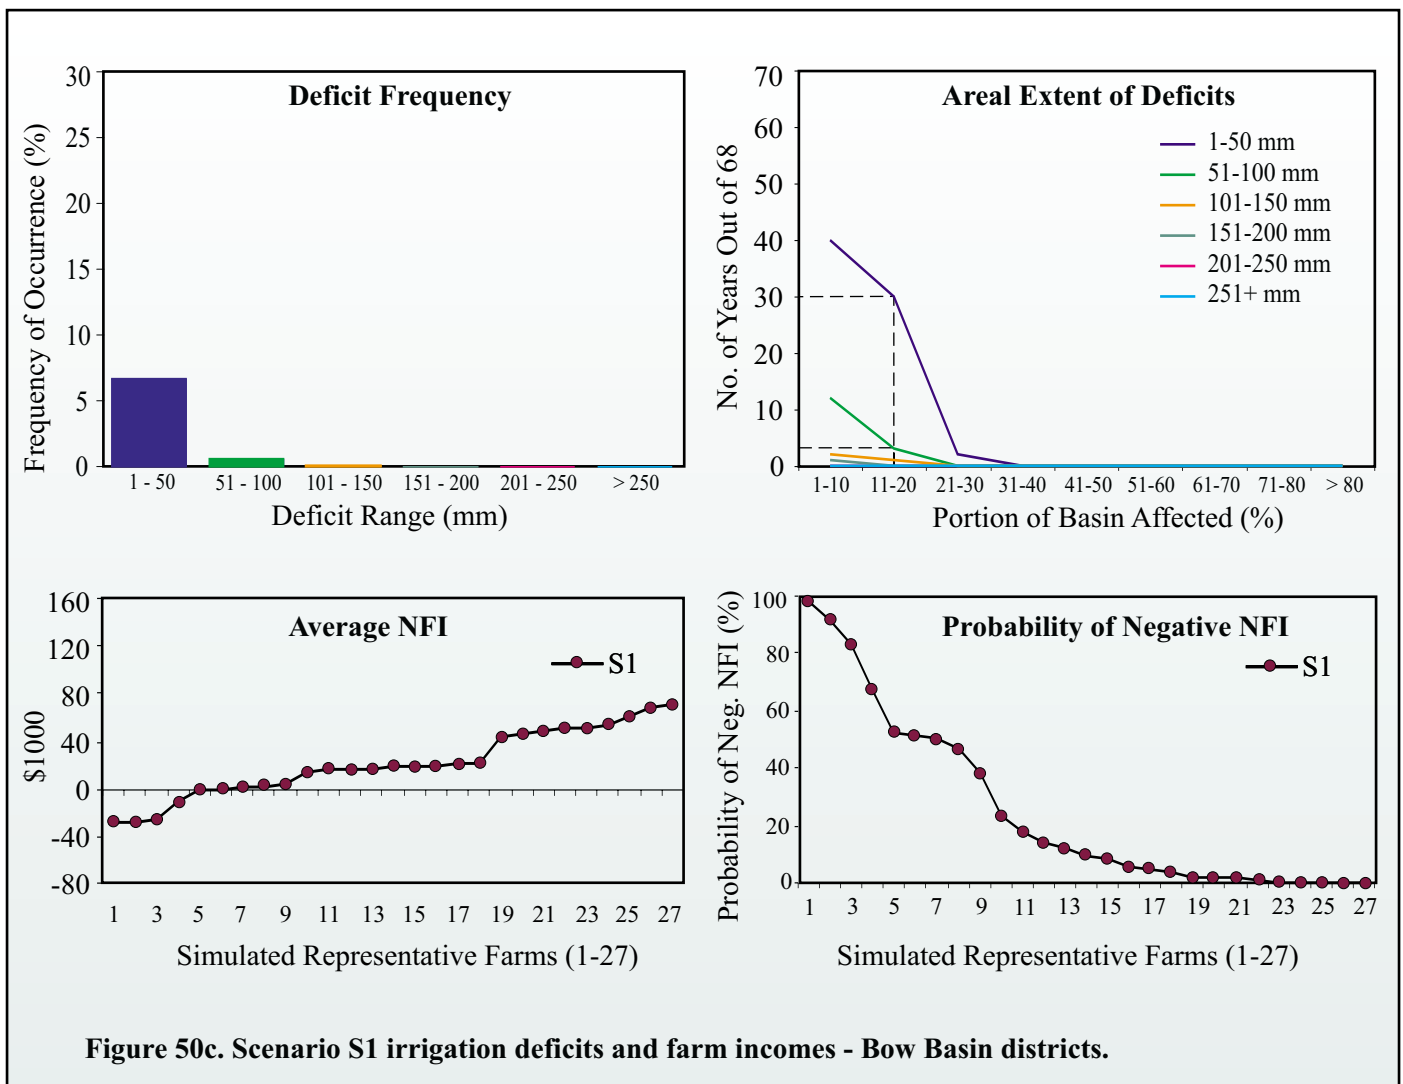 Deficit Frequency
Frequency of Occurrence (%)
30
25
20
15
10
5
0
1 - 50
51 - 100
101 - 150
151 - 200
201 - 250
> 250
Deficit Range (mm)
Areal Extent of Deficits
No. of Years Out of 68
70
60
50
40
30
20
10
0
1-50 mm
51-100 mm
101-150 mm
151-200 mm
201-250 mm
251+ mm
1-10
11-20
21-30
31-40
41-50
51-60
61-70
71-80
> 80
Portion of Basin Affected (%)
Average NFI
$1000
160
120
80
40
0
-40
-80
S1
1
3
5
7
9
11
13
15
17
19
21
23
25
27
Simulated Representative Farms (1-27)
Probability of Negative NFI
Probability of Neg. NFI (%)
100
80
60
40
20
0
S1
1
3
5
7
9
11
13
15
17
19
21
23
25
27
Simulated Representative Farms (1-27)
Figure 50c. Scenario S1 irrigation deficits and farm incomes - Bow Basin districts.